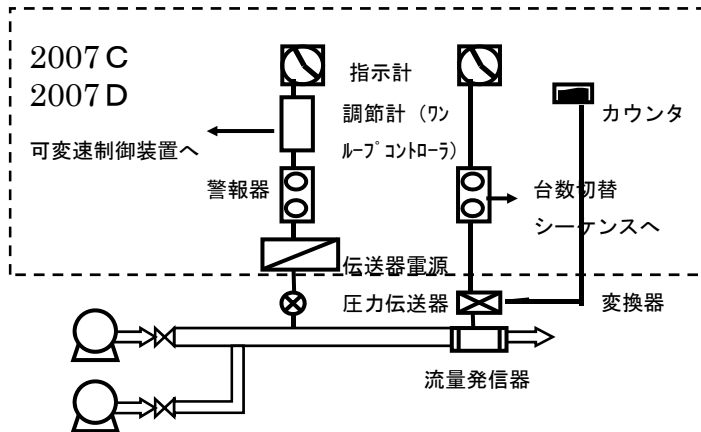 2007C
2007D
指示計
調節計（ワン
ループコントローラ）
可変速制御装置へ
カウンタ
警報器
台数切替
シーケンスへ
伝送器電源
圧力伝送器
変換器
流量発信器